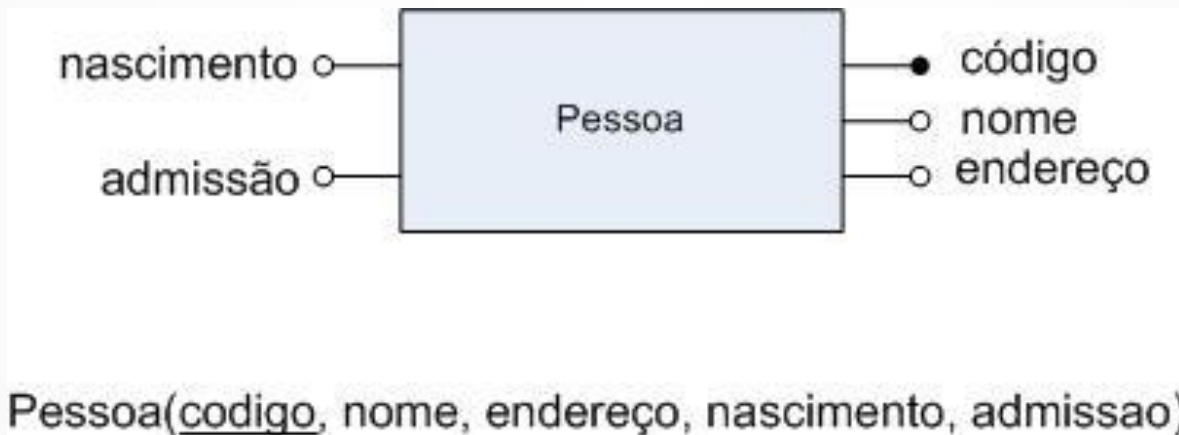 nascimento
admissão
Pessoa
código
nome
endereço
Pessoa(codigo, nome, endereço, nascimento, admissao)